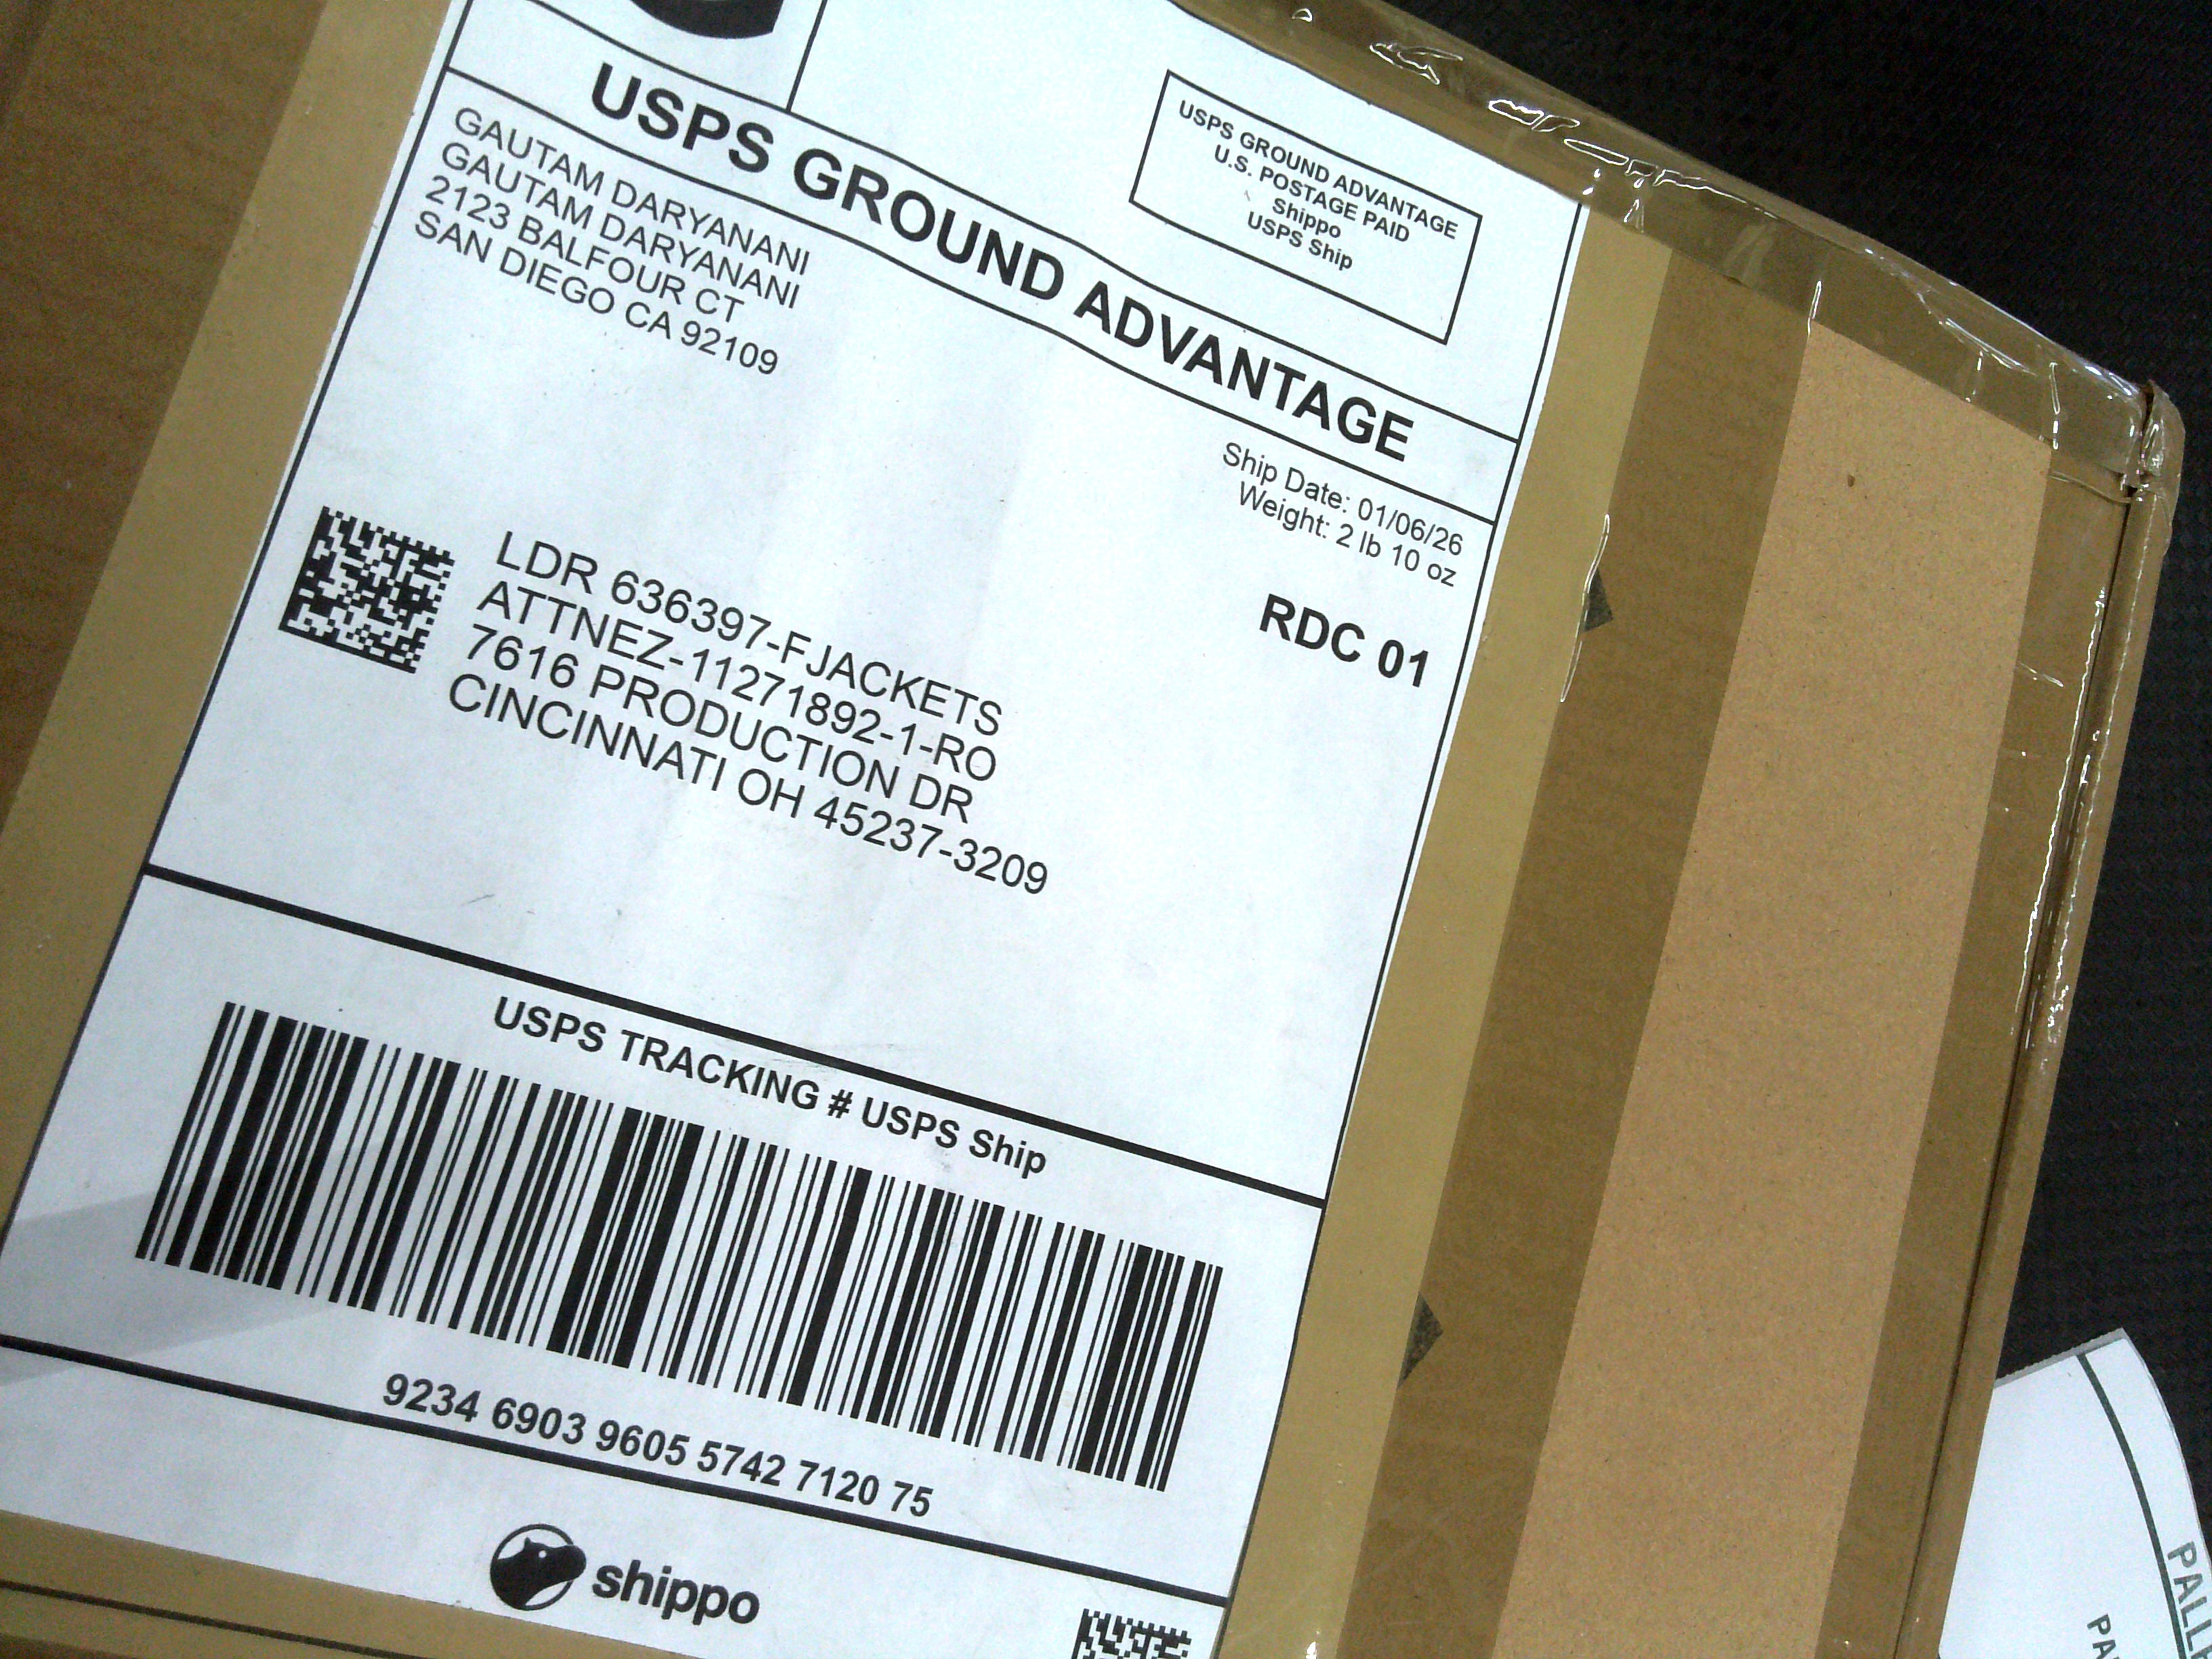 USPS GROUND ADVANTAGE
U.S. POSTAGE PAID
Shippo
USPS Ship
USPS GROUND ADVANTAGE
GAUTAM DARYANANI
GAUTAM DARYANANI
2123 BALFOUR CT
SAN DIEGO CA 92109
Ship Date: 01/06/26
Weight: 2 lb 10 oz
RDC 01
LDR 636397-FJACKETS
ATTNEZ-11271892-1-RO
7616 PRODUCTION DR
CINCINNATI OH 45237-3209
USPS TRACKING # USPS Ship
9234 6903 9605 5742 7120 75
shippo